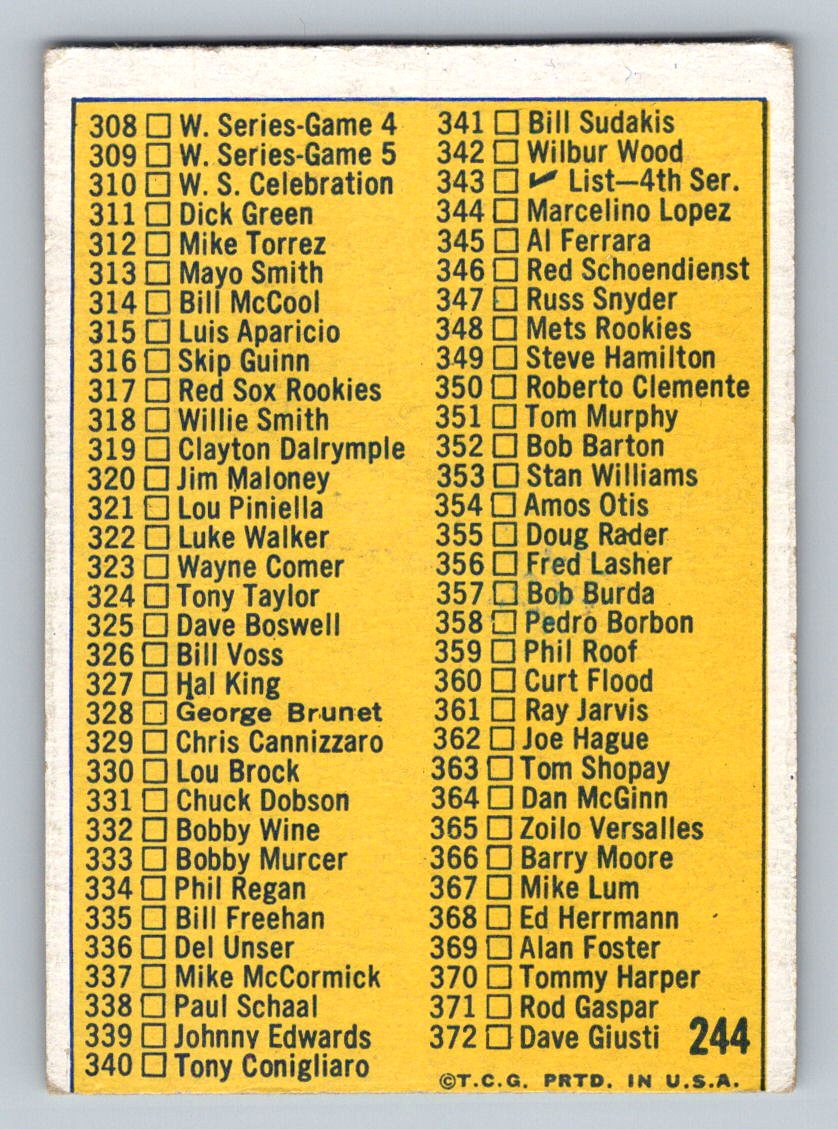 308 □ W. Series-Game 4
309 □ W. Series-Game 5
310 □ W. S. Celebration
311 □ Dick Green
312 □ Mike Torrez
313 □ Mayo Smith
314 □ Bill McCool
315 □ Luis Aparicio
316 □ Skip Guinn
317 □ Red Sox Rookies
318 □ Willie Smith
319 □ Clayton Dalrymple
320 □ Jim Maloney
321 □ Lou Piniella
322 □ Luke Walker
323 □ Wayne Comer
324 □ Tony Taylor
325 □ Dave Boswell
326 □ Bill Voss
327 □ Hal King
328 □ George Brunet
329 □ Chris Cannizzaro
330 □ Lou Brock
331 □ Chuck Dobson
332 □ Bobby Wine
333 □ Bobby Murcer
334 □ Phil Regan
335 □ Bill Freehan
336 □ Del Unser
337 □ Mike McCormick
338 □ Paul Schaal
339 □ Johnny Edwards
340 □ Tony Conigliaro
341 □ Bill Sudakis
342 □ Wilbur Wood
343 □ ✔ List—4th Ser.
344 □ Marcelino Lopez
345 □ Al Ferrara
346 □ Red Schoendienst
347 □ Russ Snyder
348 □ Mets Rookies
349 □ Steve Hamilton
350 □ Roberto Clemente
351 □ Tom Murphy
352 □ Bob Barton
353 □ Stan Williams
354 □ Amos Otis
355 □ Doug Rader
356 □ Fred Lasher
357 □ Bob Burda
358 □ Pedro Borbon
359 □ Phil Roof
360 □ Curt Flood
361 □ Ray Jarvis
362 □ Joe Hague
363 □ Tom Shopay
364 □ Dan McGinn
365 □ Zoilo Versalles
366 □ Barry Moore
367 □ Mike Lum
368 □ Ed Herrmann
369 □ Alan Foster
370 □ Tommy Harper
371 □ Rod Gaspar
372 □ Dave Giusti
244
©T.C.G. PRTD. IN U.S.A.